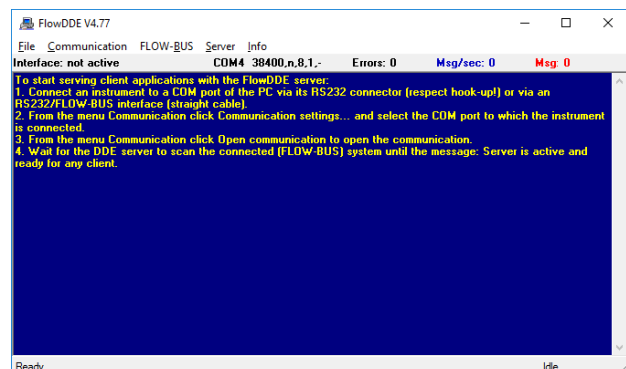 FlowDDE V4.77
File Communication FLOW-BUS Server Info
Interface: not active COM4 38400,n,8,1,- Errors: 0 Msg/sec: 0 Msg: 0
To start serving client applications with the FlowDDE server:
1. Connect an instrument to a COM port of the PC via its RS232 connector (respect hook-up!) or via an
RS232/FLOW-BUS interface (straight cable).
2. From the menu Communication click Communication settings... and select the COM port to which the instrument
is connected.
3. From the menu Communication click Open communication to open the communication.
4. Wait for the DDE server to scan the connected (FLOW-BUS) system until the message: Server is active and
ready for any client.
Ready Idle